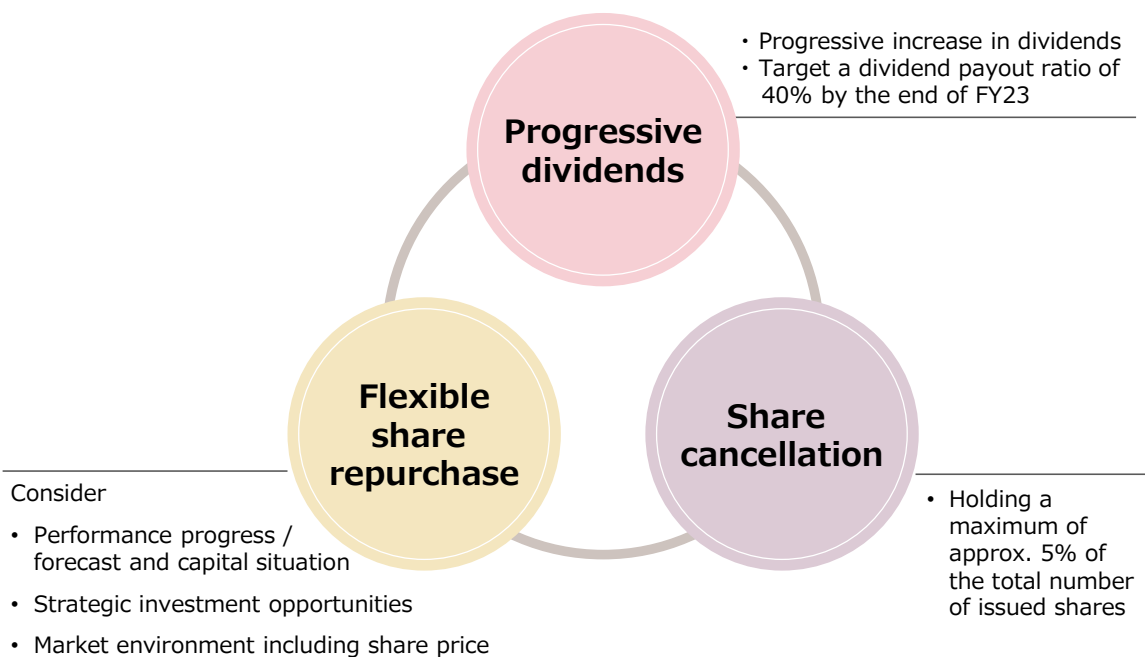 ・Progressive increase in dividends
・Target a dividend payout ratio of
40% by the end of FY23
Progressive
dividends
Flexible
share
repurchase
Share
cancellation
Consider
• Performance progress /
forecast and capital situation
• Strategic investment opportunities
• Market environment including share price
• Holding a
maximum of
approx. 5% of
the total number
of issued shares